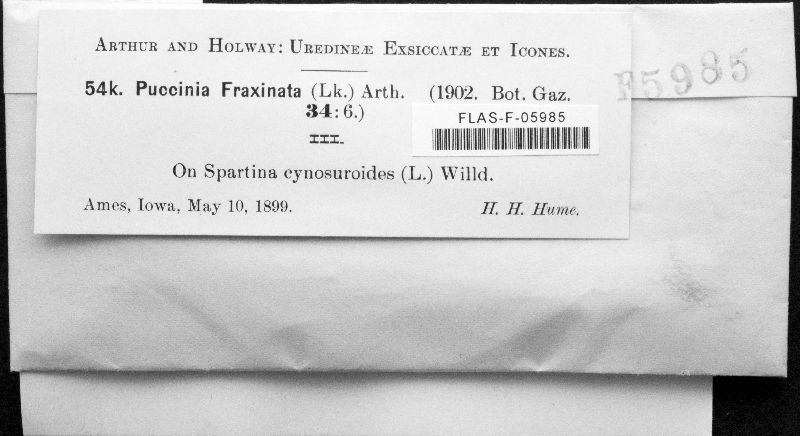 ARTHUR AND HOLWAY: UREDINEÆ EXSICCATÆ ET ICONES.
F5985
54k. Puccinia Fraxinata (Lk.) Arth. (1902. Bot. Gaz.
34: 6.)
FLAS-F-05985
III.
On Spartina cynosuroides (L.) Willd.
Ames, Iowa, May 10, 1899. H. H. Hume.